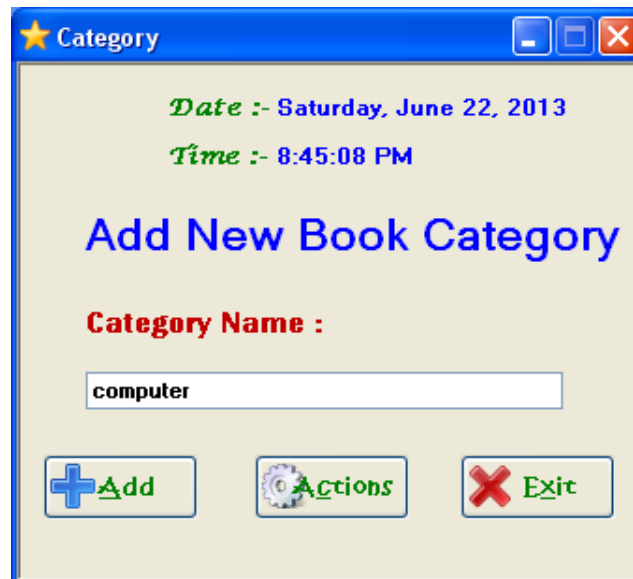 Category
Date :- Saturday, June 22, 2013
Time :- 8:45:08 PM
Add New Book Category
Category Name :
computer
Add Actions Exit